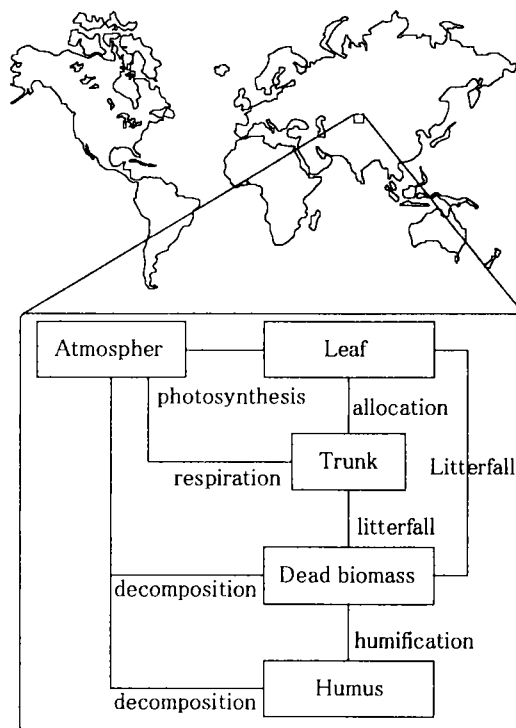 Atmospher
Leaf
photosynthesis
allocation
Trunk
respiration
Litterfall
litterfall
Dead biomass
decomposition
humification
Humus
decomposition